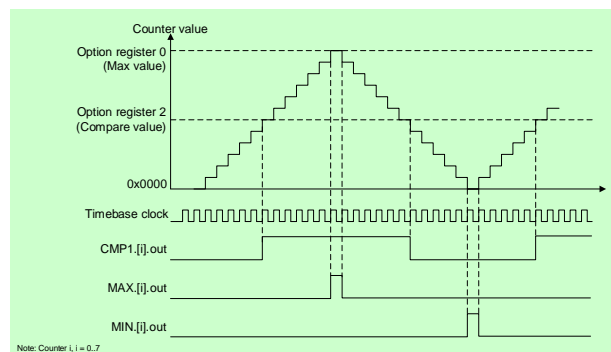 Counter value
Option register 0
(Max value)
Option register 2
(Compare value)
0x0000
Timebase clock
CMP1.[i].out
MAX.[i].out
MIN.[i].out
Note: Counter i, i = 0..7